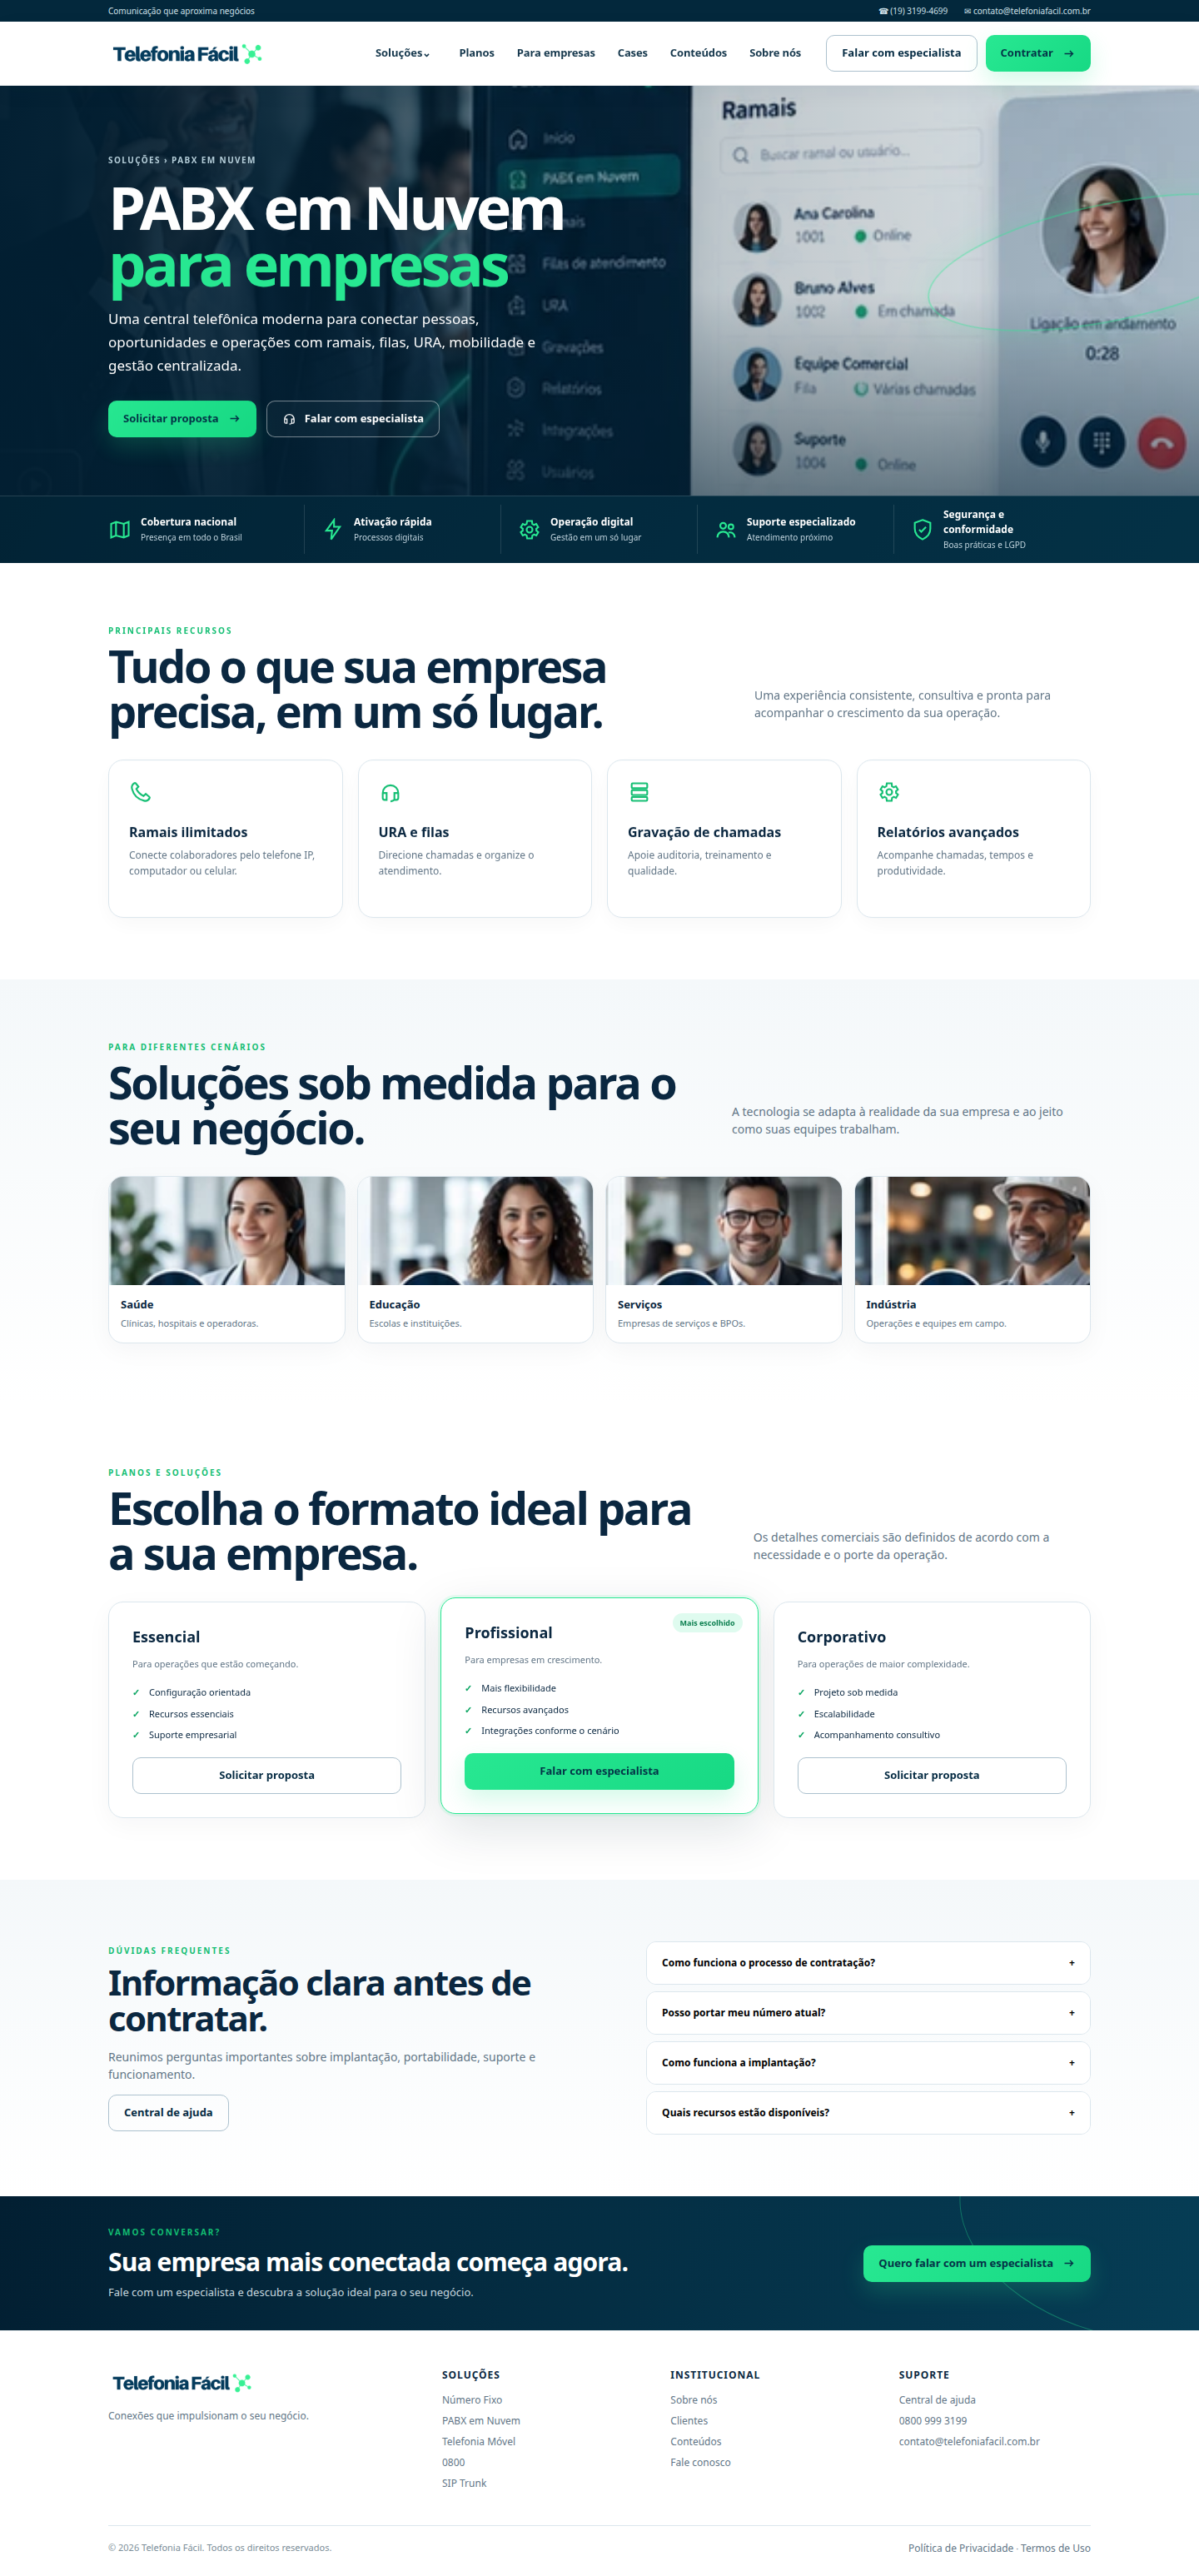 Comunicação que aproxima negócios
☎ (19) 3199-4699
✉ contato@telefoniafacil.com.br
Telefonia Fácil
Soluções
Planos
Para empresas
Cases
Conteúdos
Sobre nós
Falar com especialista
Contratar →
SOLUÇÕES › PABX EM NUVEM
PABX em Nuvem
para empresas
Uma central telefônica moderna para conectar pessoas,
oportunidades e operações com ramais, filas, URA, mobilidade e
gestão centralizada.
Solicitar proposta →
Falar com especialista
Início
PABX em Nuvem
Ramais
Filas de atendimento
URA
Gravações
Relatórios
Integrações
Usuários
Ramais
Buscar ramal ou usuário...
Ana Carolina
1001 Online
Bruno Alves
1002 Em chamada
Equipe Comercial
Fila Várias chamadas
Suporte
1004 Online
Ligação em andamento
0:28
Cobertura nacional
Presença em todo o Brasil
Ativação rápida
Processos digitais
Operação digital
Gestão em um só lugar
Suporte especializado
Atendimento próximo
Segurança e
conformidade
Boas práticas e LGPD
PRINCIPAIS RECURSOS
Tudo o que sua empresa
precisa, em um só lugar.
Uma experiência consistente, consultiva e pronta para
acompanhar o crescimento da sua operação.
Ramais ilimitados
Conecte colaboradores pelo telefone IP,
computador ou celular.
URA e filas
Direcione chamadas e organize o
atendimento.
Gravação de chamadas
Apoie auditoria, treinamento e
qualidade.
Relatórios avançados
Acompanhe chamadas, tempos e
produtividade.
PARA DIFERENTES CENÁRIOS
Soluções sob medida para o
seu negócio.
A tecnologia se adapta à realidade da sua empresa e ao jeito
como suas equipes trabalham.
Saúde
Clínicas, hospitais e operadoras.
Educação
Escolas e instituições.
Serviços
Empresas de serviços e BPOs.
Indústria
Operações e equipes em campo.
PLANOS E SOLUÇÕES
Escolha o formato ideal para
a sua empresa.
Os detalhes comerciais são definidos de acordo com a
necessidade e o porte da operação.
Essencial
Para operações que estão começando.
✓ Configuração orientada
✓ Recursos essenciais
✓ Suporte empresarial
Solicitar proposta
Mais escolhido
Profissional
Para empresas em crescimento.
✓ Mais flexibilidade
✓ Recursos avançados
✓ Integrações conforme o cenário
Falar com especialista
Corporativo
Para operações de maior complexidade.
✓ Projeto sob medida
✓ Escalabilidade
✓ Acompanhamento consultivo
Solicitar proposta
DÚVIDAS FREQUENTES
Informação clara antes de
contratar.
Reunimos perguntas importantes sobre implantação, portabilidade, suporte e
funcionamento.
Central de ajuda
Como funciona o processo de contratação? +
Posso portar meu número atual? +
Como funciona a implantação? +
Quais recursos estão disponíveis? +
VAMOS CONVERSAR?
Sua empresa mais conectada começa agora.
Fale com um especialista e descubra a solução ideal para o seu negócio.
Quero falar com um especialista →
Telefonia Fácil
Conexões que impulsionam o seu negócio.
SOLUÇÕES
Número Fixo
PABX em Nuvem
Telefonia Móvel
0800
SIP Trunk
INSTITUCIONAL
Sobre nós
Clientes
Conteúdos
Fale conosco
SUPORTE
Central de ajuda
0800 999 3199
contato@telefoniafacil.com.br
© 2026 Telefonia Fácil. Todos os direitos reservados.
Política de Privacidade · Termos de Uso